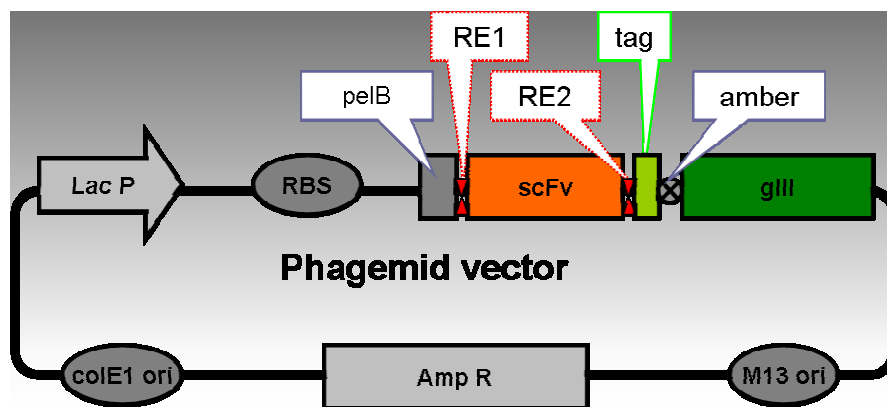 RE1
tag
pelB
RE2
amber
Lac P
RBS
scFv
gIII
Phagemid vector
colE1 ori
Amp R
M13 ori